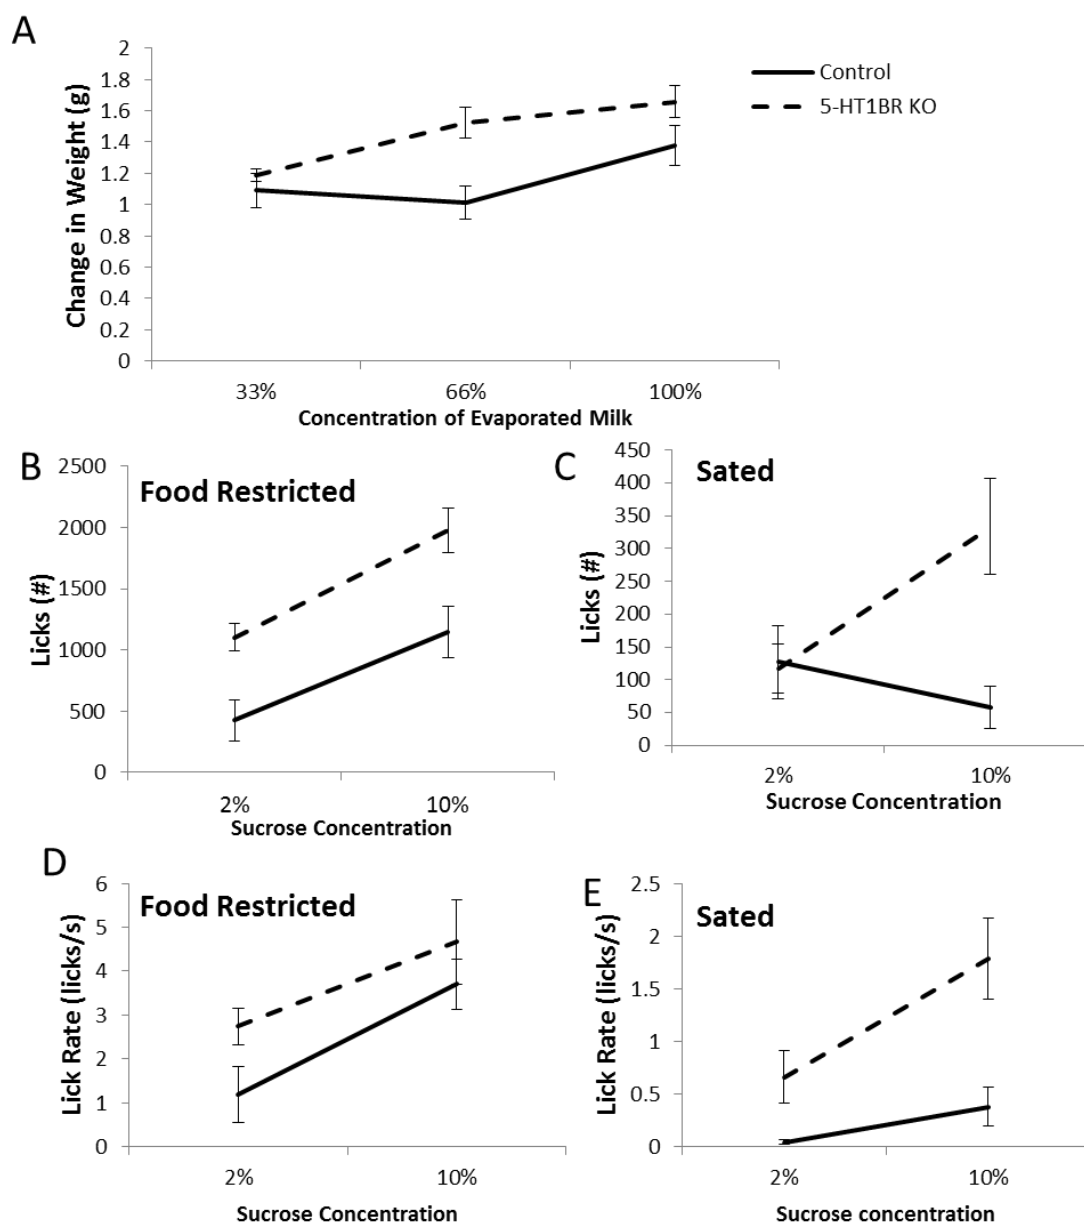 A
Change in Weight (g)
2
1.8
1.6
1.4
1.2
1
0.8
0.6
0.4
0.2
0
33% 66% 100%
Concentration of Evaporated Milk
Control
5-HT1BR KO
B
Food Restricted
Licks (#)
2500
2000
1500
1000
500
0
2% 10%
Sucrose Concentration
C
Sated
Licks (#)
450
400
350
300
250
200
150
100
50
0
2% 10%
Sucrose Concentration
D
Food Restricted
Lick Rate (licks/s)
6
5
4
3
2
1
0
2% 10%
Sucrose Concentration
E
Sated
Lick Rate (licks/s)
2.5
2
1.5
1
0.5
0
2% 10%
Sucrose concentration